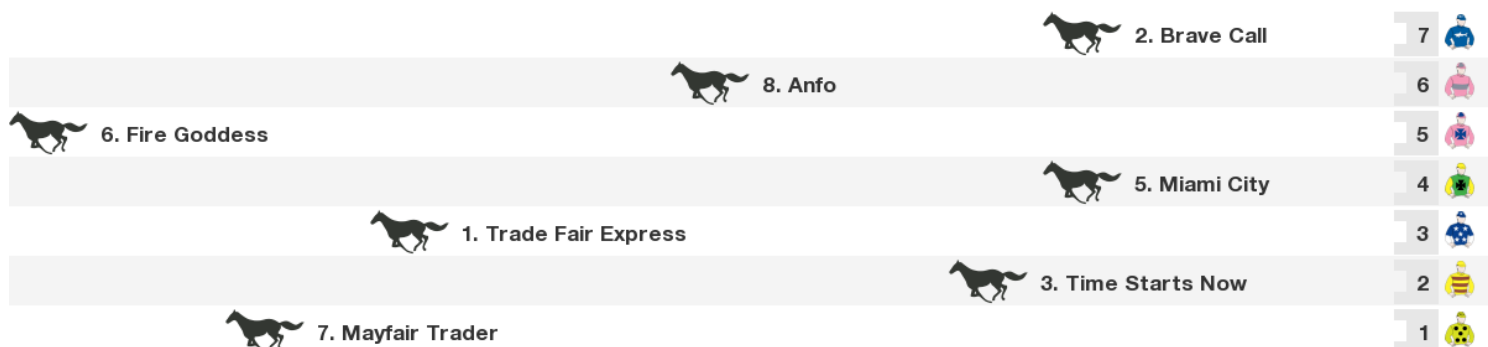 2. Brave Call 7
8. Anfo 6
6. Fire Goddess 5
5. Miami City 4
1. Trade Fair Express 3
3. Time Starts Now 2
7. Mayfair Trader 1